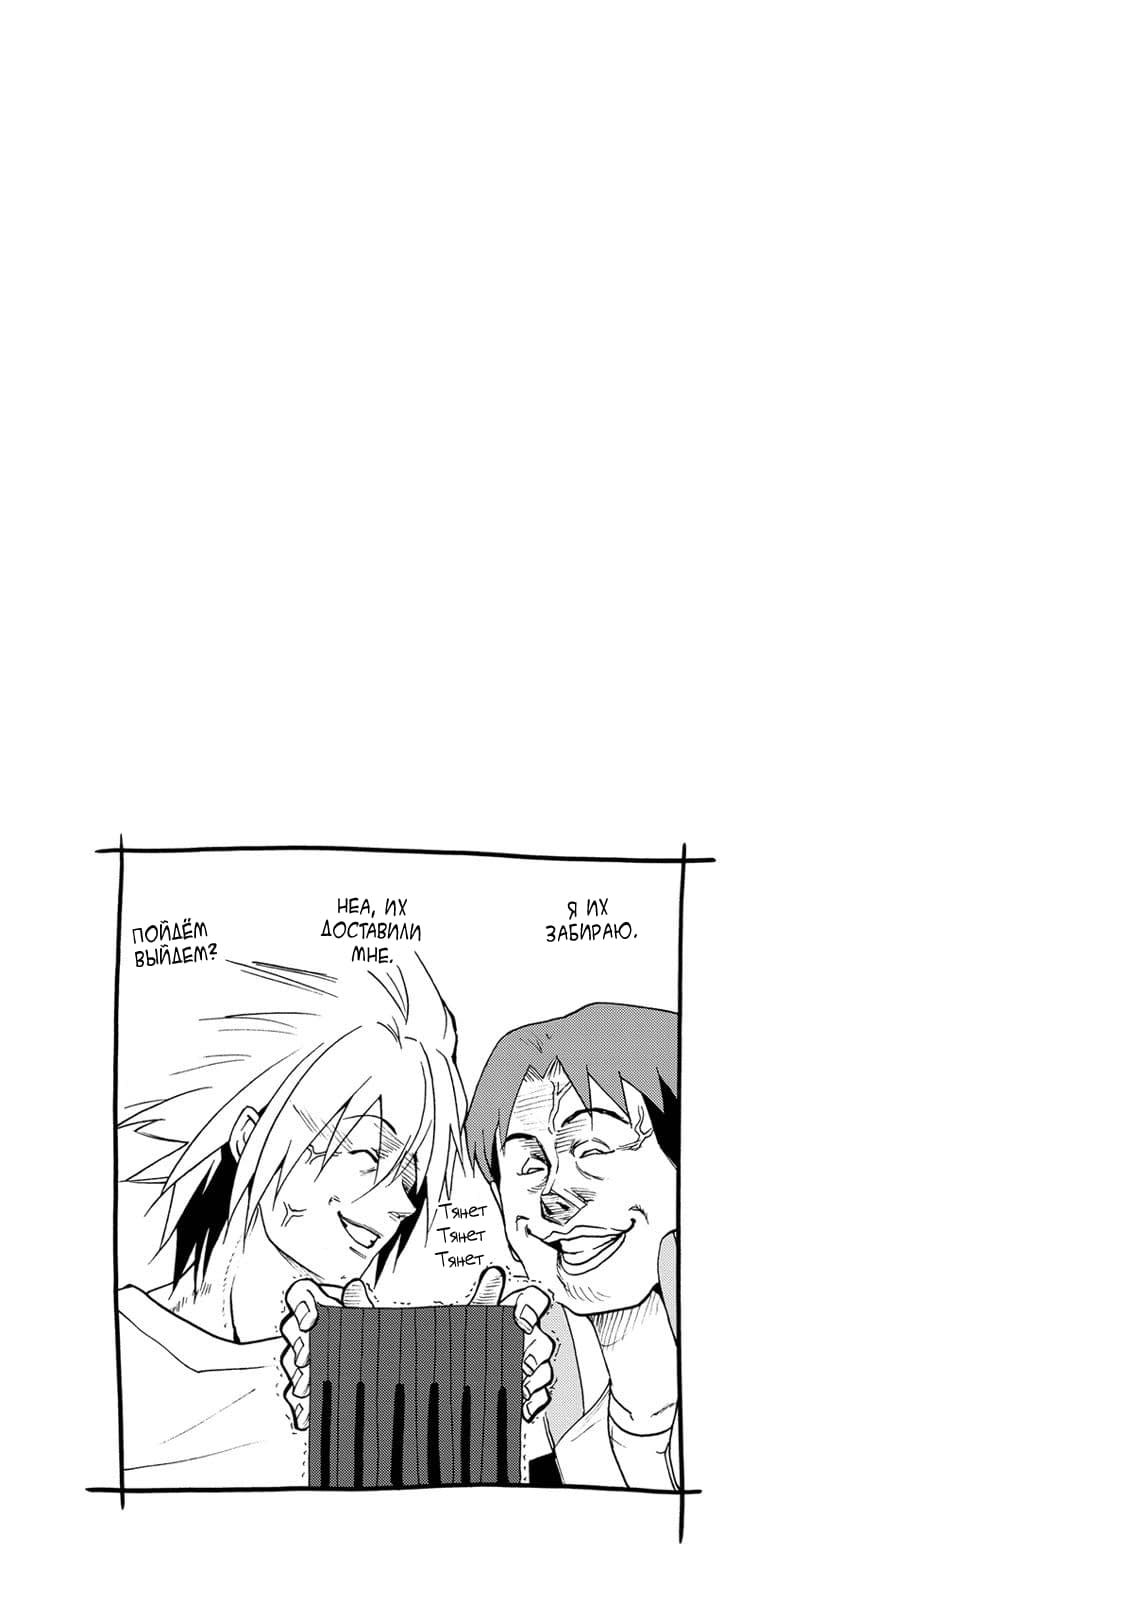 Я ИХ
ЗАБИРАЮ.
НЕА, ИХ
ДОСТАВИЛИ
МНЕ.
ПОЙДЁМ
ВЫЙДЕМ?
Тянет
Тянет
Тянет